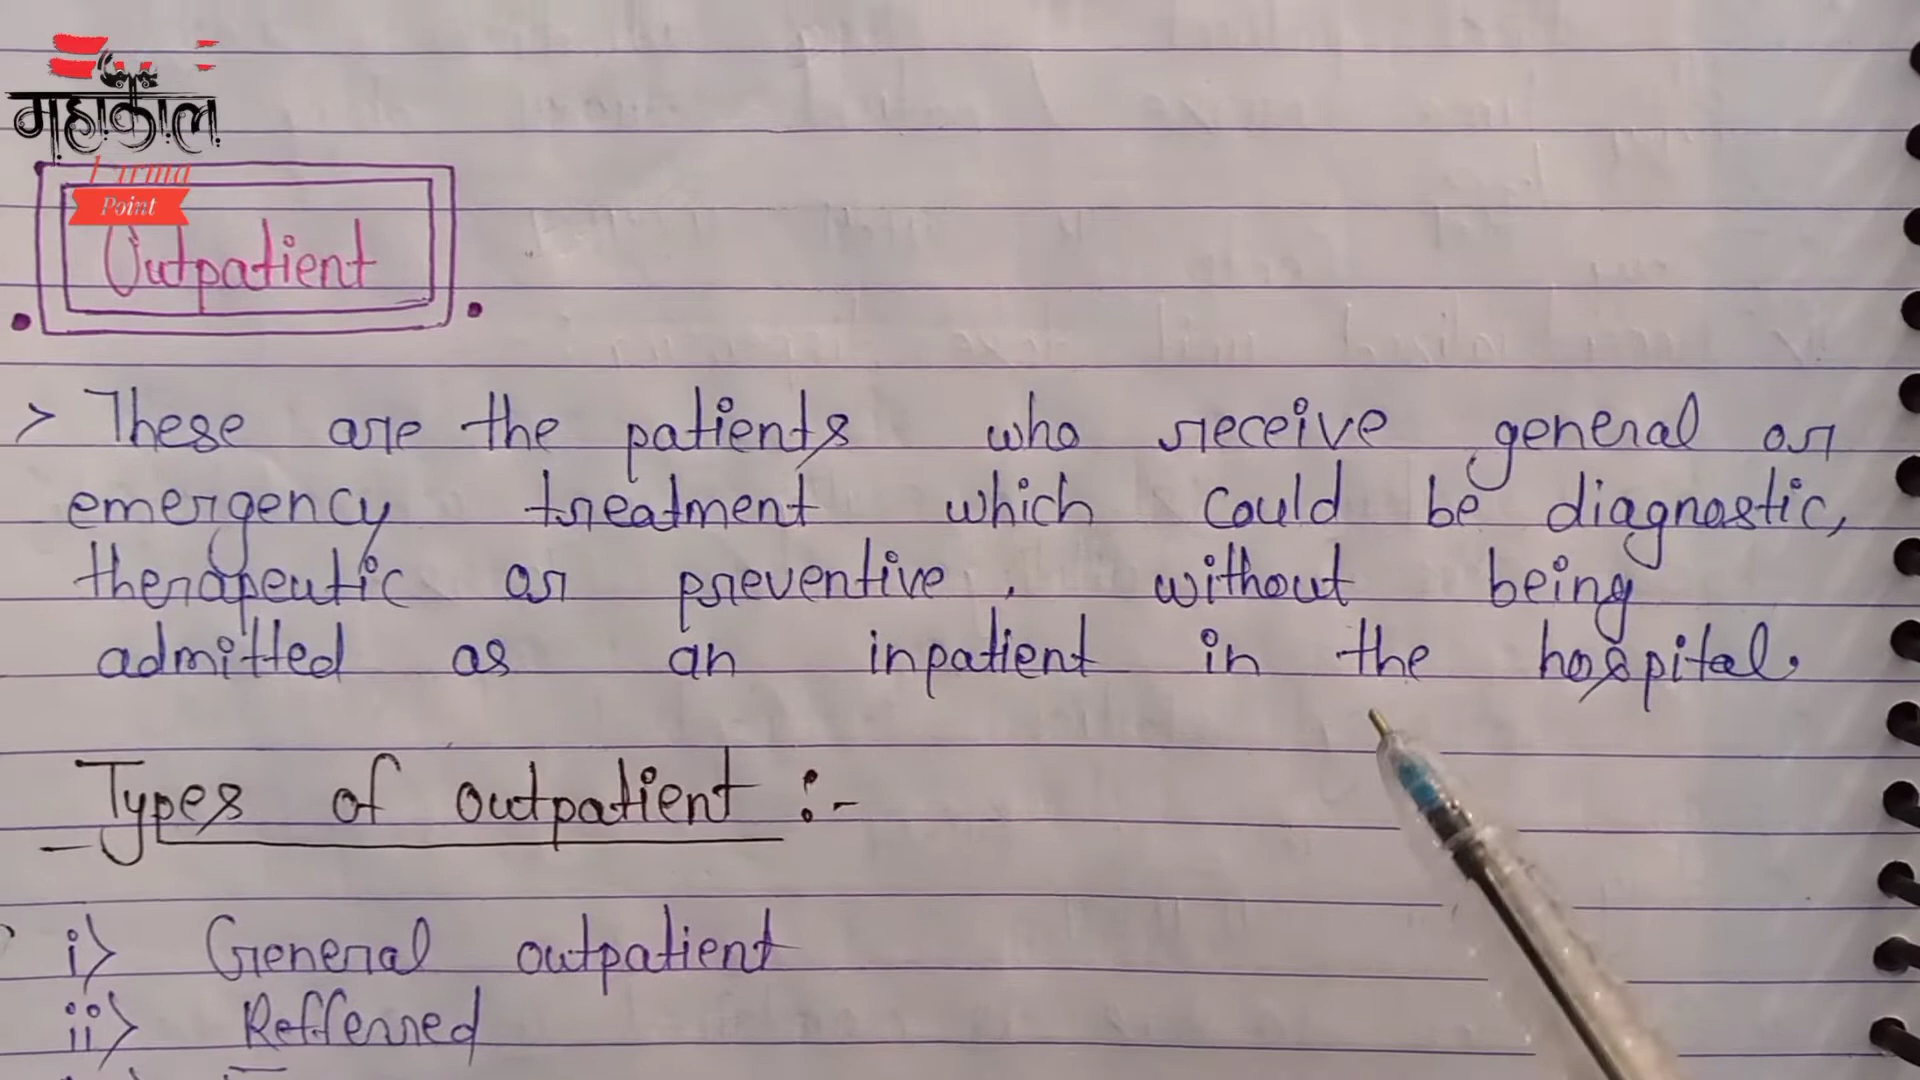 महाकाल
Point
Outpatient
> These are the patients who receive general or
emergency treatment which could be diagnostic,
therapeutic or preventive, without being
admitted as an inpatient in the hospital.
Types of outpatient :-
i> General outpatient
ii> Refferred